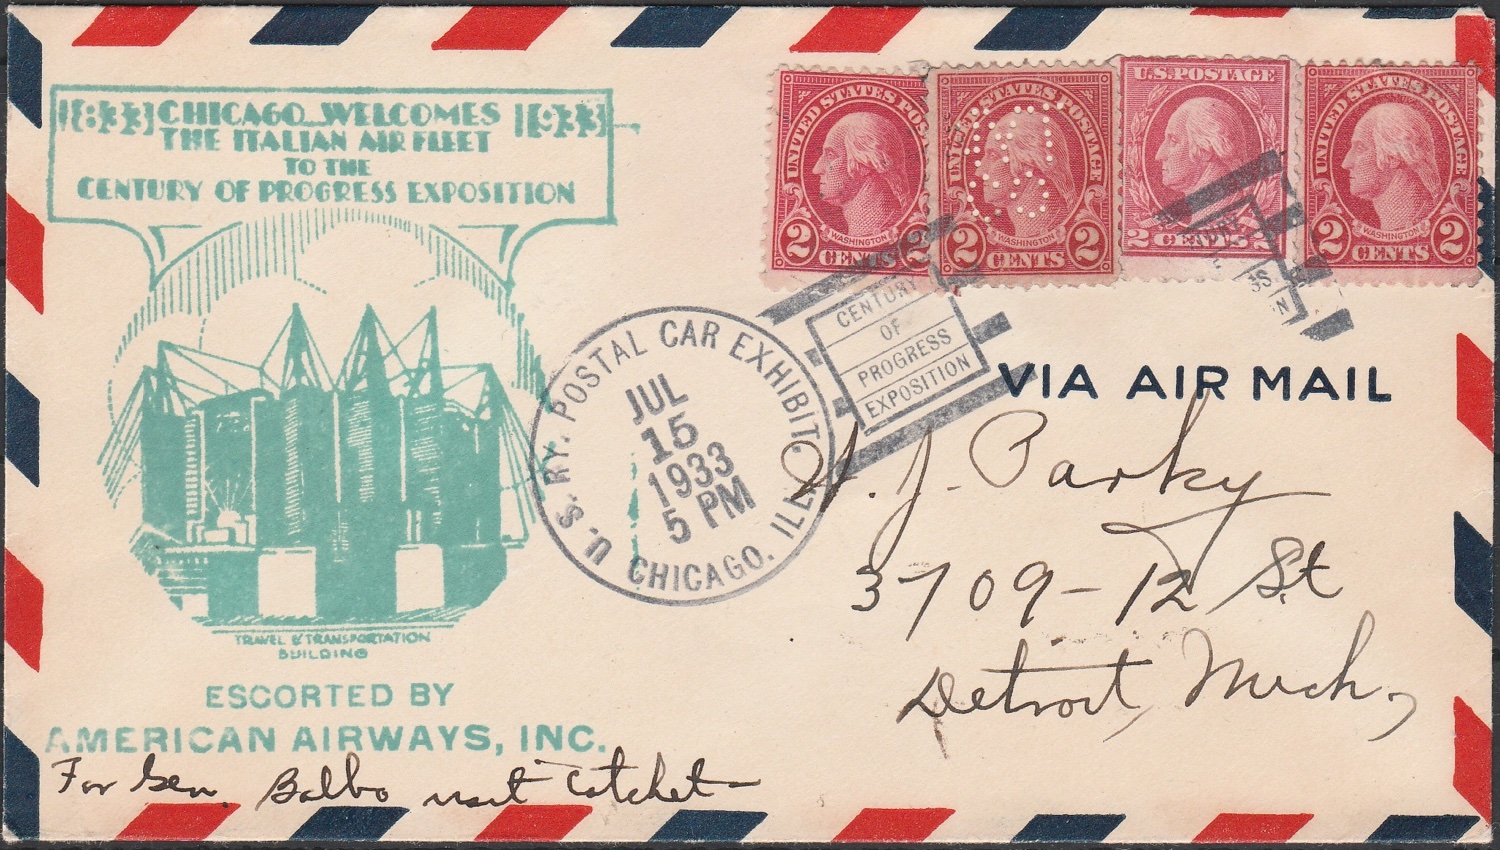 1833 CHICAGO WELCOMES 1933
THE ITALIAN AIR FLEET
TO THE
CENTURY OF PROGRESS EXPOSITION
TRAVEL & TRANSPORTATION
BUILDING
ESCORTED BY
AMERICAN AIRWAYS, INC.
For Gen. Balbo visit Catchet
UNITED STATES POS
WASHINGTON
2 CENTS 2
STATES POSTAGE
WASHINGTON
2 CENTS 2
U.S. POSTAGE
2 CENTS 2
UNITED STATES POSTAGE
WASHINGTON
2 CENTS 2
U. S. RY. POSTAL CAR EXHIBIT
CHICAGO, ILL.
JUL
15
1933
5 PM
CENTURY
OF
PROGRESS
EXPOSITION
VIA AIR MAIL
J. Parky
3709-12 St
Detroit, Mich,